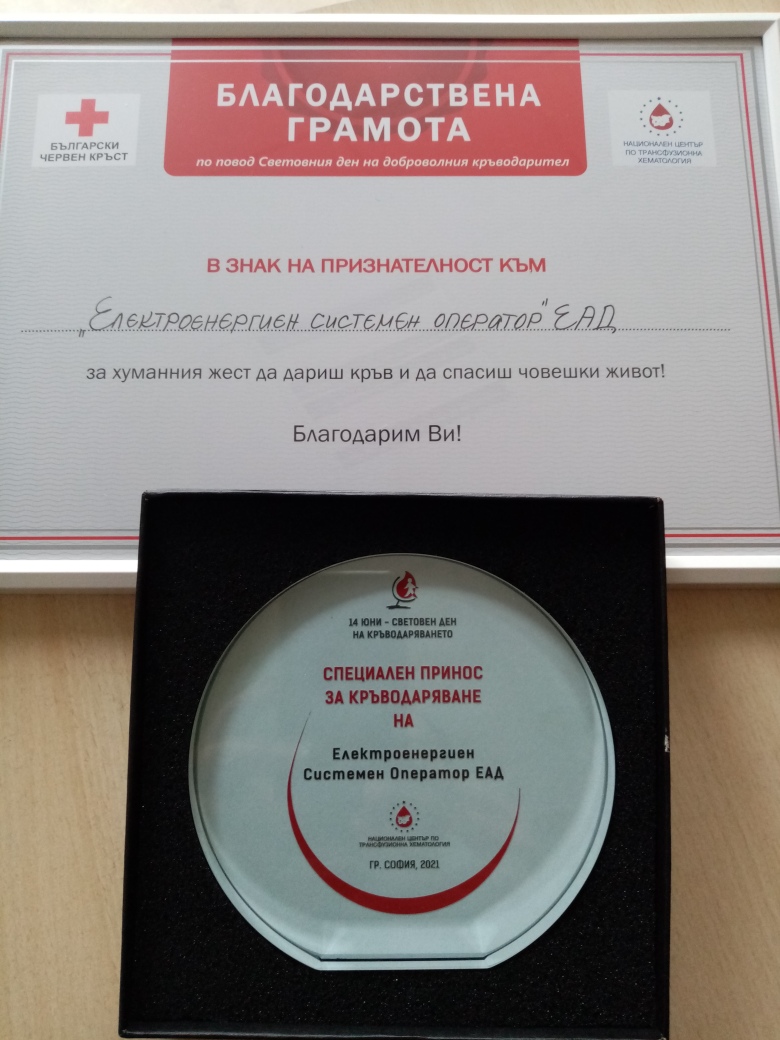 БЛАГОДАРСТВЕНА
ГРАМОТА
по повод Световния ден на доброволния кръводарител
БЪЛГАРСКИ
ЧЕРВЕН КРЪСТ
НАЦИОНАЛЕН ЦЕНТЪР
ПО ТРАНСФУЗИОННА
ХЕМАТОЛОГИЯ
В ЗНАК НА ПРИЗНАТЕЛНОСТ КЪМ
„Електроенергиен системен оператор" ЕАД
за хуманния жест да дариш кръв и да спасиш човешки живот!
Благодарим Ви!
14 ЮНИ – СВЕТОВЕН ДЕН
НА КРЪВОДАРЯВАНЕТО
СПЕЦИАЛЕН ПРИНОС
ЗА КРЪВОДАРЯВАНЕ
НА
Електроенергиен
Системен Оператор ЕАД
НАЦИОНАЛЕН ЦЕНТЪР ПО
ТРАНСФУЗИОННА ХЕМАТОЛОГИЯ
ГР. СОФИЯ, 2021